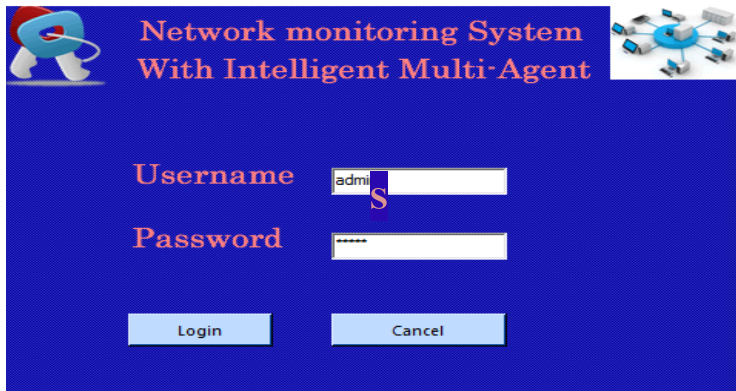 Network monitoring System
With Intelligent Multi-Agent
Username admi
S
Password *****
Login Cancel